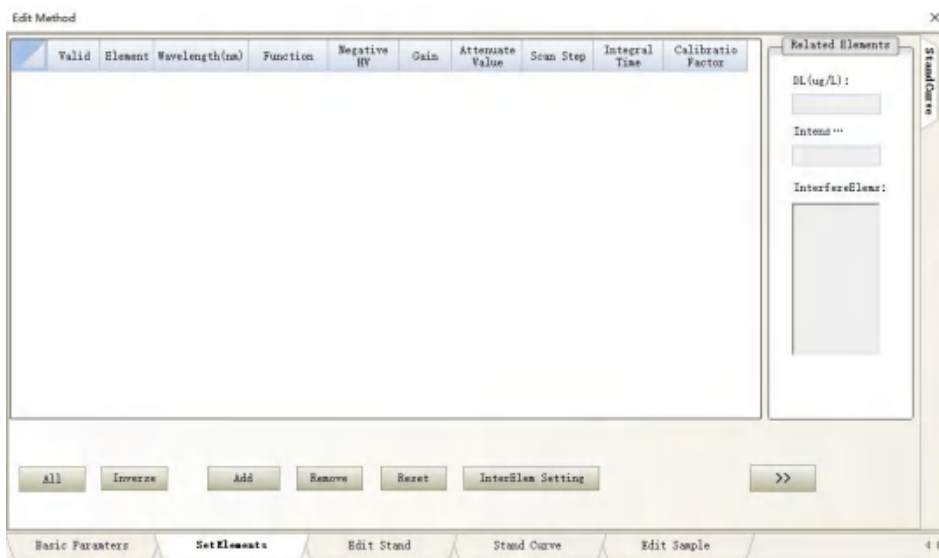 Edit Method
Valid Element Wavelength(nm) Function Negative HV Gain Attenuate Value Scan Step Integral Time Calibratio Factor
Related Elements
DL(ug/L):
Intens…
InterfereElems:
StandCurve
All Inverse Add Remove Reset InterElem Setting >>
Basic Paramters SetElements Edit Stand Stand Curve Edit Sample